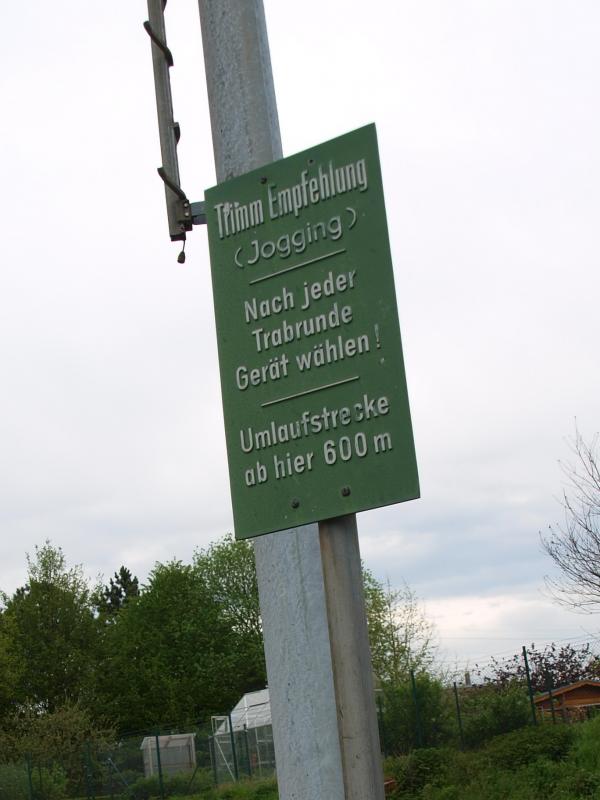 Trimm Empfehlung
(Jogging)
Nach jeder
Trabrunde
Gerät wählen!
Umlaufstrecke
ab hier 600 m